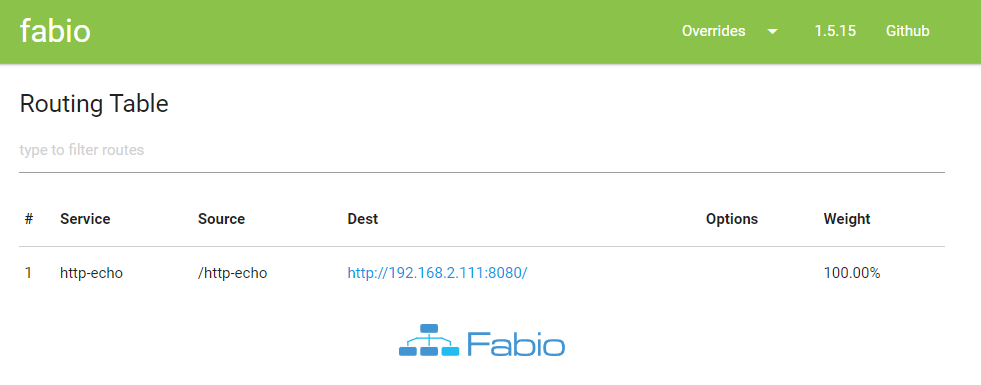 fabio Overrides 1.5.15 Github
Routing Table
type to filter routes
# Service Source Dest Options Weight
1 http-echo /http-echo http://192.168.2.111:8080/ 100.00%
Fabio